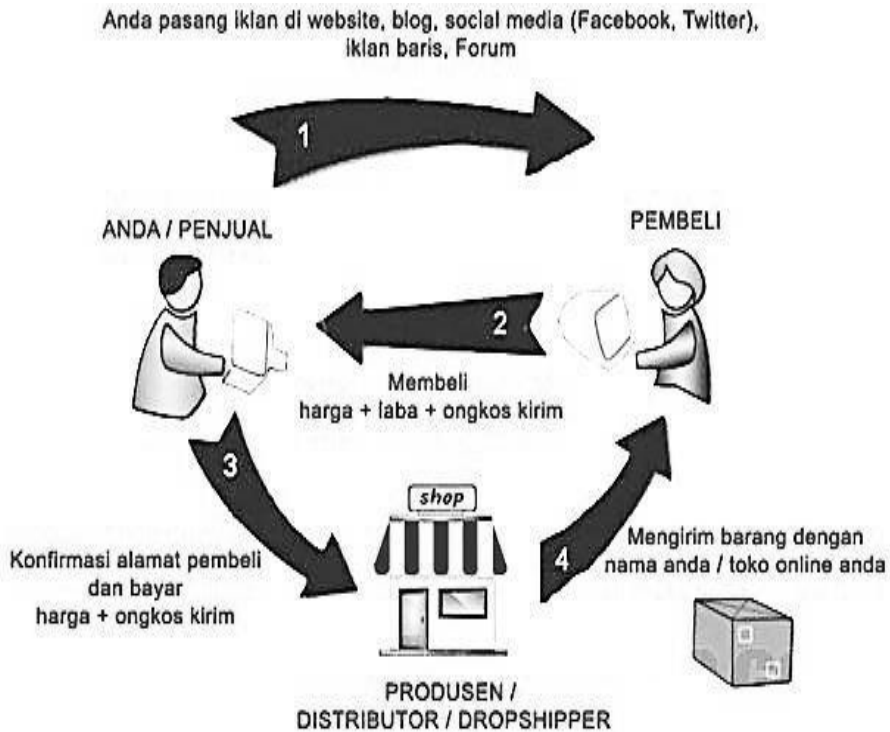 Anda pasang iklan di website, blog, social media (Facebook, Twitter),
iklan baris, Forum
1
ANDA / PENJUAL
PEMBELI
2
Membeli
harga + laba + ongkos kirim
3
shop
Konfirmasi alamat pembeli
dan bayar
harga + ongkos kirim
4
Mengirim barang dengan
nama anda / toko online anda
PRODUSEN /
DISTRIBUTOR / DROPSHIPPER